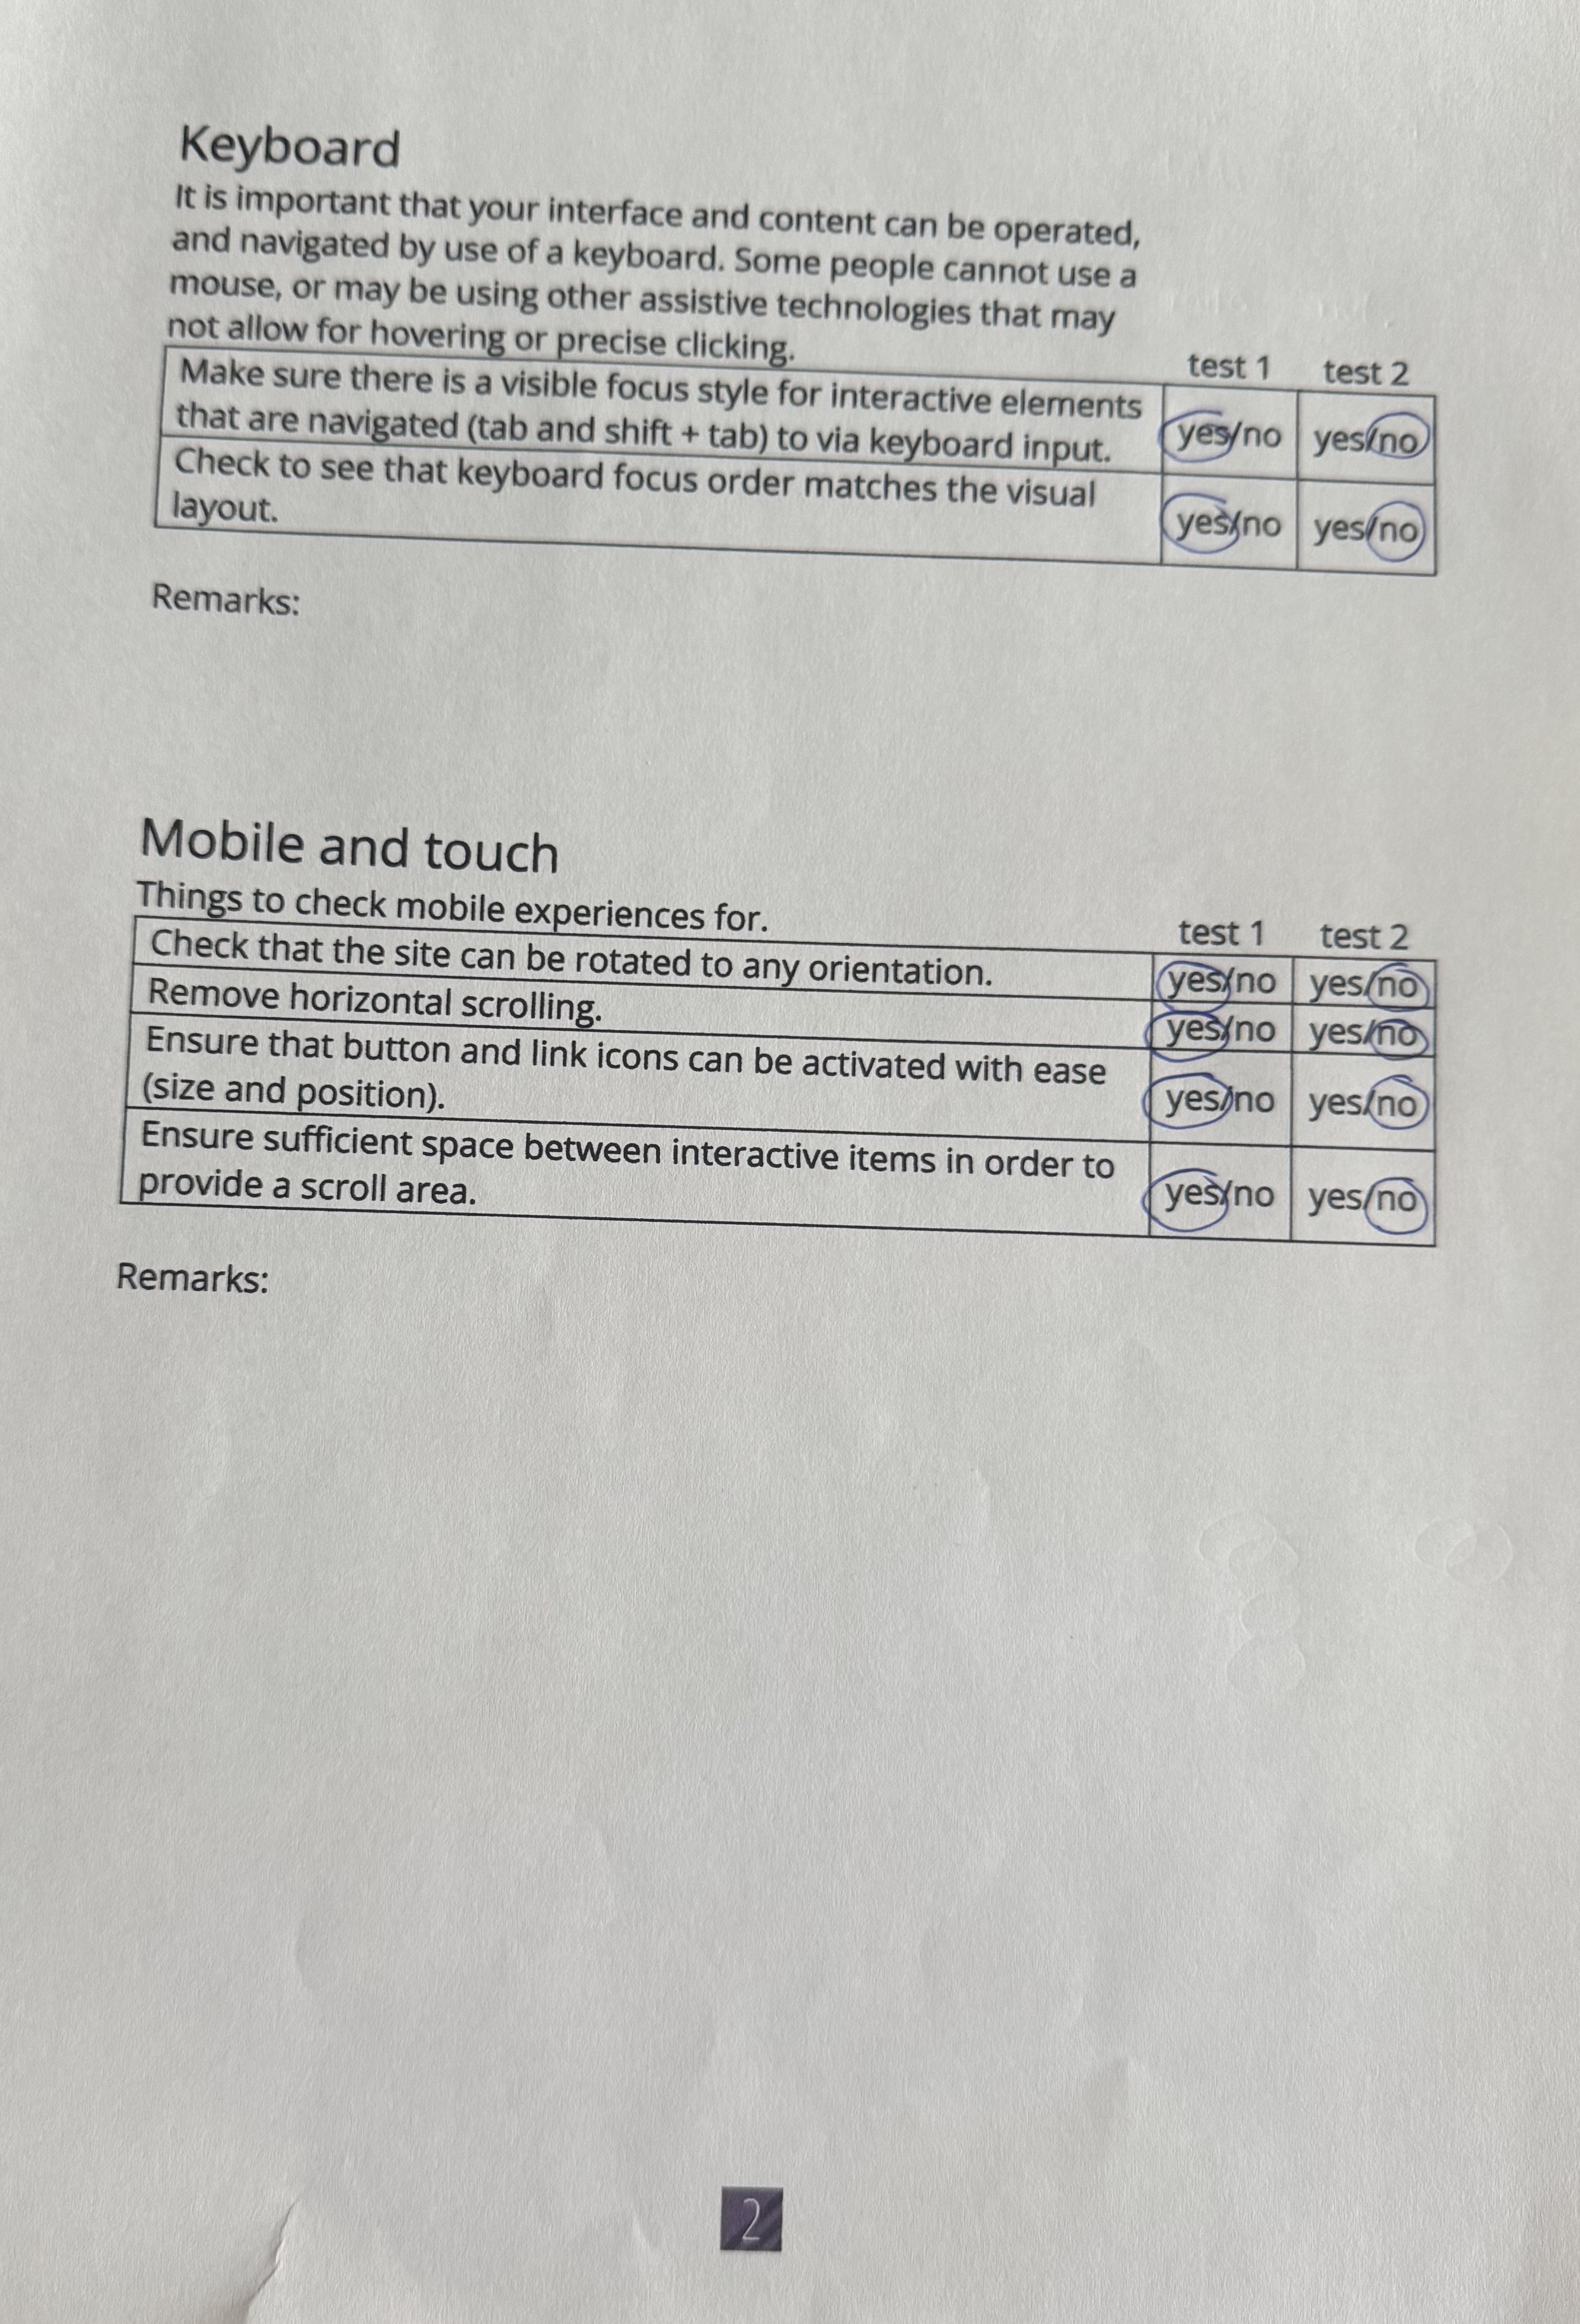 Keyboard
It is important that your interface and content can be operated,
and navigated by use of a keyboard. Some people cannot use a
mouse, or may be using other assistive technologies that may
not allow for hovering or precise clicking.
test 1 test 2
Make sure there is a visible focus style for interactive elements
that are navigated (tab and shift + tab) to via keyboard input.
yes/no yes/no
Check to see that keyboard focus order matches the visual
layout.
yes/no yes/no
Remarks:
Mobile and touch
Things to check mobile experiences for.
test 1 test 2
Check that the site can be rotated to any orientation.
yes/no yes/no
Remove horizontal scrolling.
yes/no yes/no
Ensure that button and link icons can be activated with ease
(size and position).
yes/no yes/no
Ensure sufficient space between interactive items in order to
provide a scroll area.
yes/no yes/no
Remarks:
2